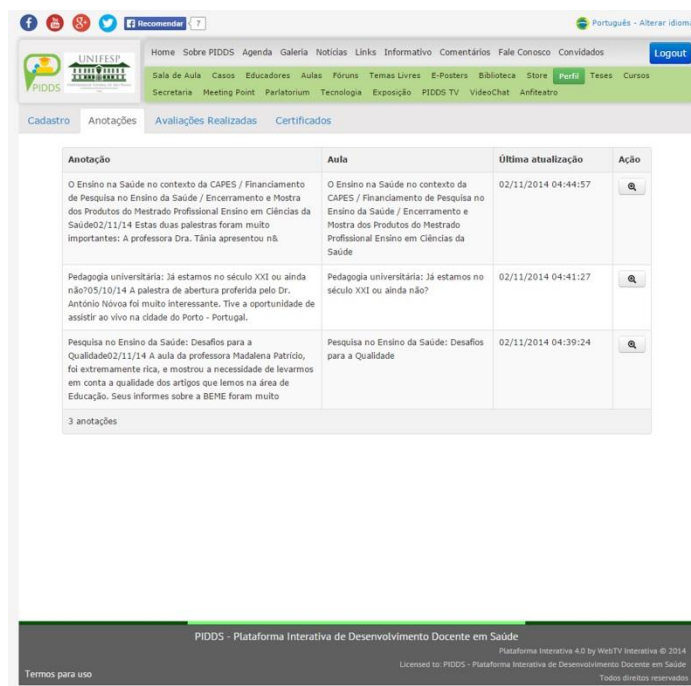 Recomendar 7
Português - Alterar idioma
UNIFESP
PIDDS
Home Sobre PIDDS Agenda Galeria Notícias Links Informativo Comentários Fale Conosco Convidados
Logout
Sala de Aula Casos Educadores Aulas Fóruns Temas Livres E-Posters Biblioteca Store Perfil Teses Cursos
Secretaria Meeting Point Parlatorium Tecnologia Exposição PIDDS TV VideoChat Anfiteatro
Cadastro Anotações Avaliações Realizadas Certificados
Anotação Aula Última atualização Ação
O Ensino na Saúde no contexto da CAPES / Financiamento
de Pesquisa no Ensino da Saúde / Encerramento e Mostra
dos Produtos do Mestrado Profissional Ensino em Ciências da
Saúde02/11/2014 Estas duas palestras foram muito
importantes: A professora Dra. Tânia apresentou n&
O Ensino na Saúde no contexto da
CAPES / Financiamento de Pesquisa no
Ensino da Saúde / Encerramento e
Mostra dos Produtos do Mestrado
Profissional Ensino em Ciências da
Saúde
02/11/2014 04:44:57
Pedagogia universitária: Já estamos no século XXI ou ainda
não?05/10/14 A palestra de abertura proferida pelo Dr.
António Nóvoa foi muito interessante. Tive a oportunidade de
assistir ao vivo na cidade do Porto - Portugal.
Pedagogia universitária: Já estamos no
século XXI ou ainda não?
02/11/2014 04:41:27
Pesquisa no Ensino da Saúde: Desafios para a
Qualidade02/11/14 A aula da professora Madalena Patrício,
foi extremamente rica, e mostrou a necessidade de levarmos
em conta a qualidade dos artigos que lemos na área de
Educação. Seus informes sobre a BEME foram muito
Pesquisa no Ensino da Saúde: Desafios
para a Qualidade
02/11/2014 04:39:24
3 anotações
PIDDS - Plataforma Interativa de Desenvolvimento Docente em Saúde
Plataforma Interativa 4.0 by WebTV Interativa © 2014
Licensed to: PIDDS - Plataforma Interativa de Desenvolvimento Docente em Saúde
Termos para uso
Todos direitos reservados